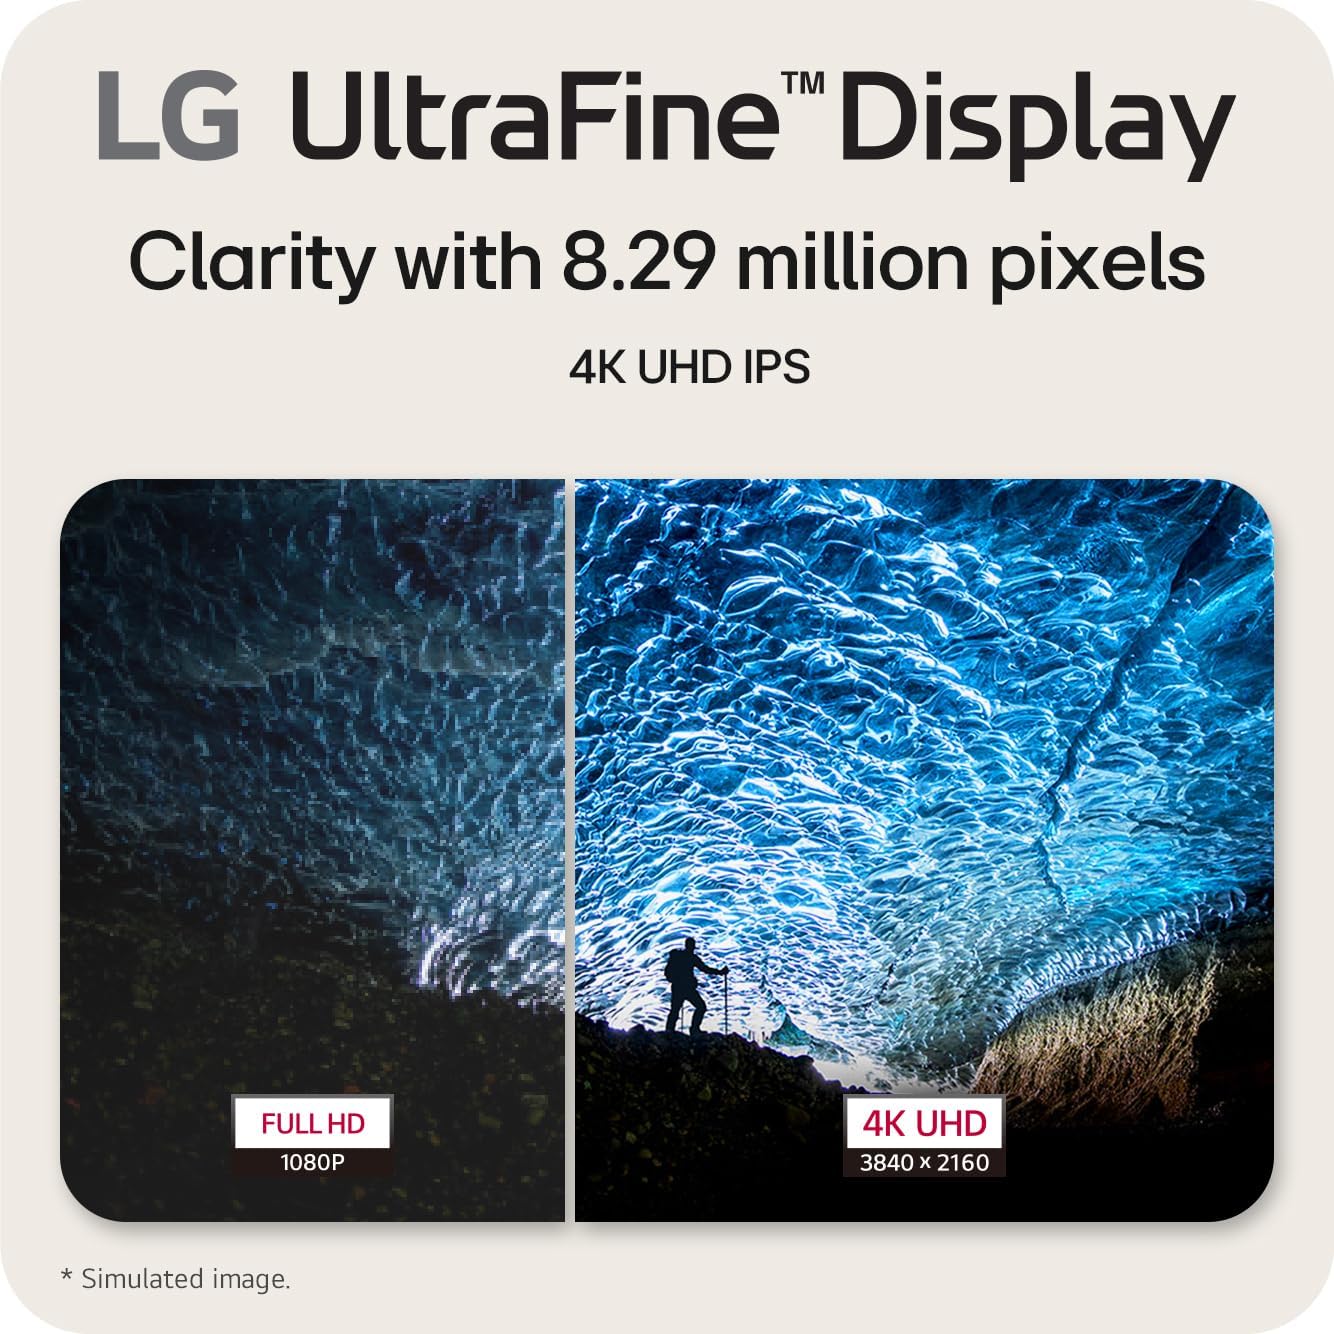 LG UltraFine™ Display
Clarity with 8.29 million pixels
4K UHD IPS
FULL HD
1080P
4K UHD
3840 x 2160
* Simulated image.